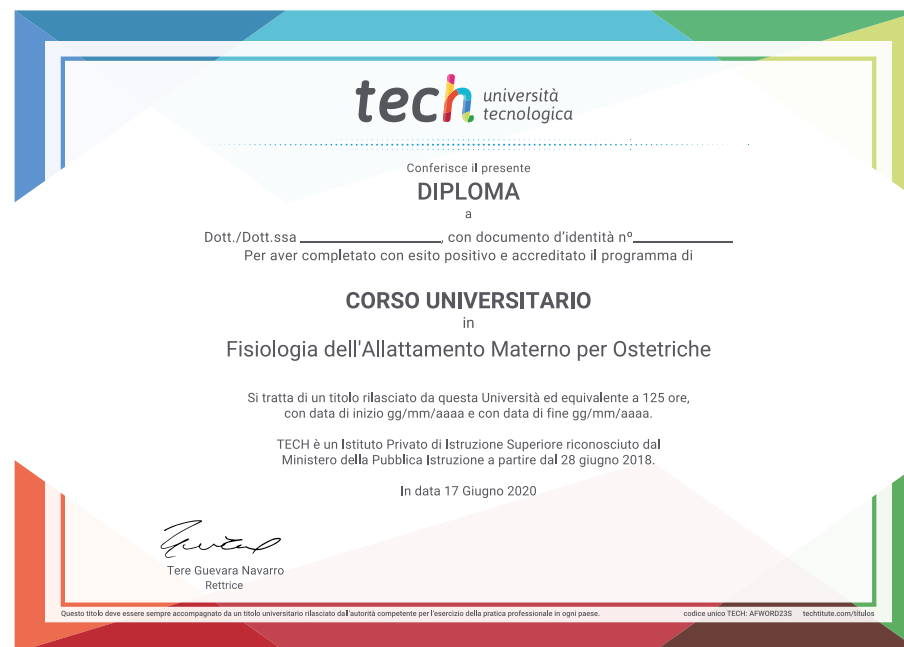 tech università
tecnologica
Conferisce il presente
DIPLOMA
a
Dott./Dott.ssa ____________________, con documento d'identità nº______________
Per aver completato con esito positivo e accreditato il programma di
CORSO UNIVERSITARIO
in
Fisiologia dell'Allattamento Materno per Ostetriche
Si tratta di un titolo rilasciato da questa Università ed equivalente a 125 ore,
con data di inizio gg/mm/aaaa e con data di fine gg/mm/aaaa.
TECH è un Istituto Privato di Istruzione Superiore riconosciuto dal
Ministero della Pubblica Istruzione a partire dal 28 giugno 2018.
In data 17 Giugno 2020
Tere Guevara Navarro
Rettrice
Questo titolo deve essere sempre accompagnato da un titolo universitario rilasciato dall'autorità competente per l'esercizio della pratica professionale in ogni paese. codice unico TECH: AFWORD23S techtitute.com/titulos